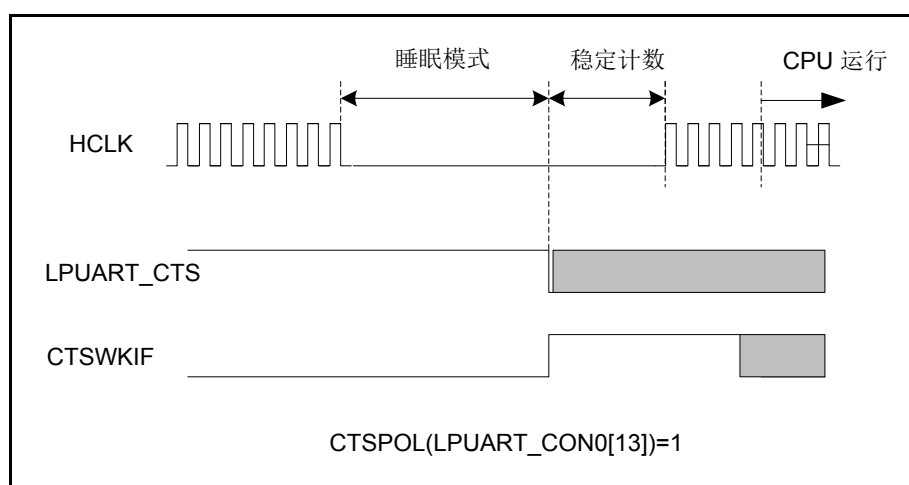 睡眠模式
稳定计数
CPU 运行
HCLK
LPUART_CTS
CTSWKIF
CTSPOL(LPUART_CON0[13])=1